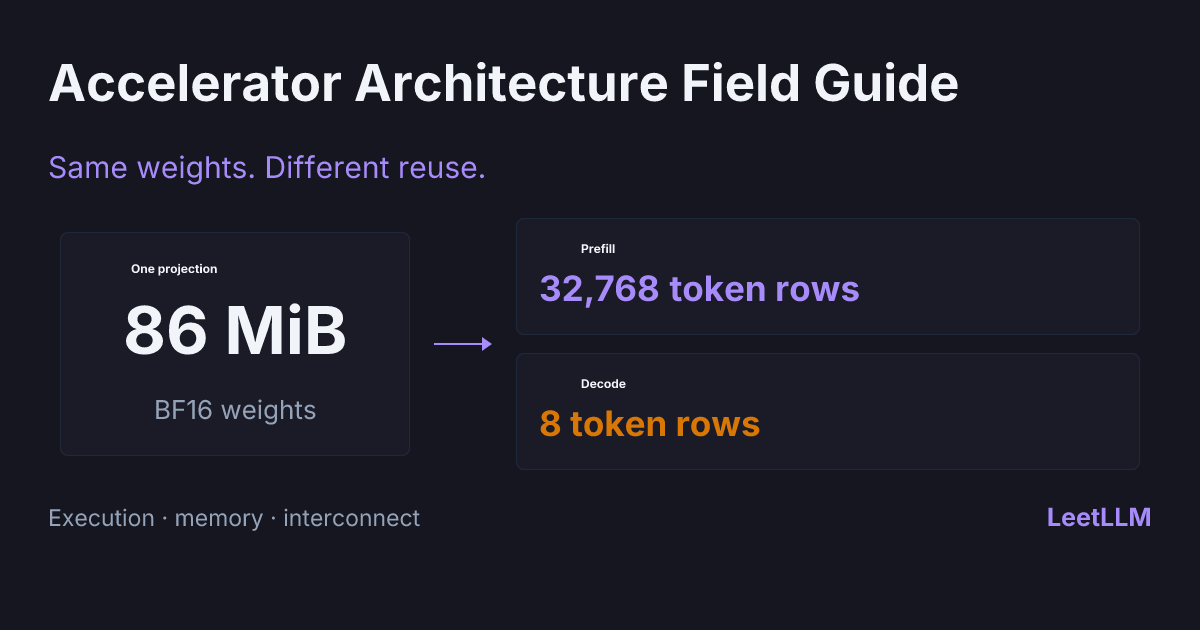 Accelerator Architecture Field Guide
Same weights. Different reuse.
One projection
86 MiB
BF16 weights
Prefill
32,768 token rows
Decode
8 token rows
Execution · memory · interconnect
LeetLLM